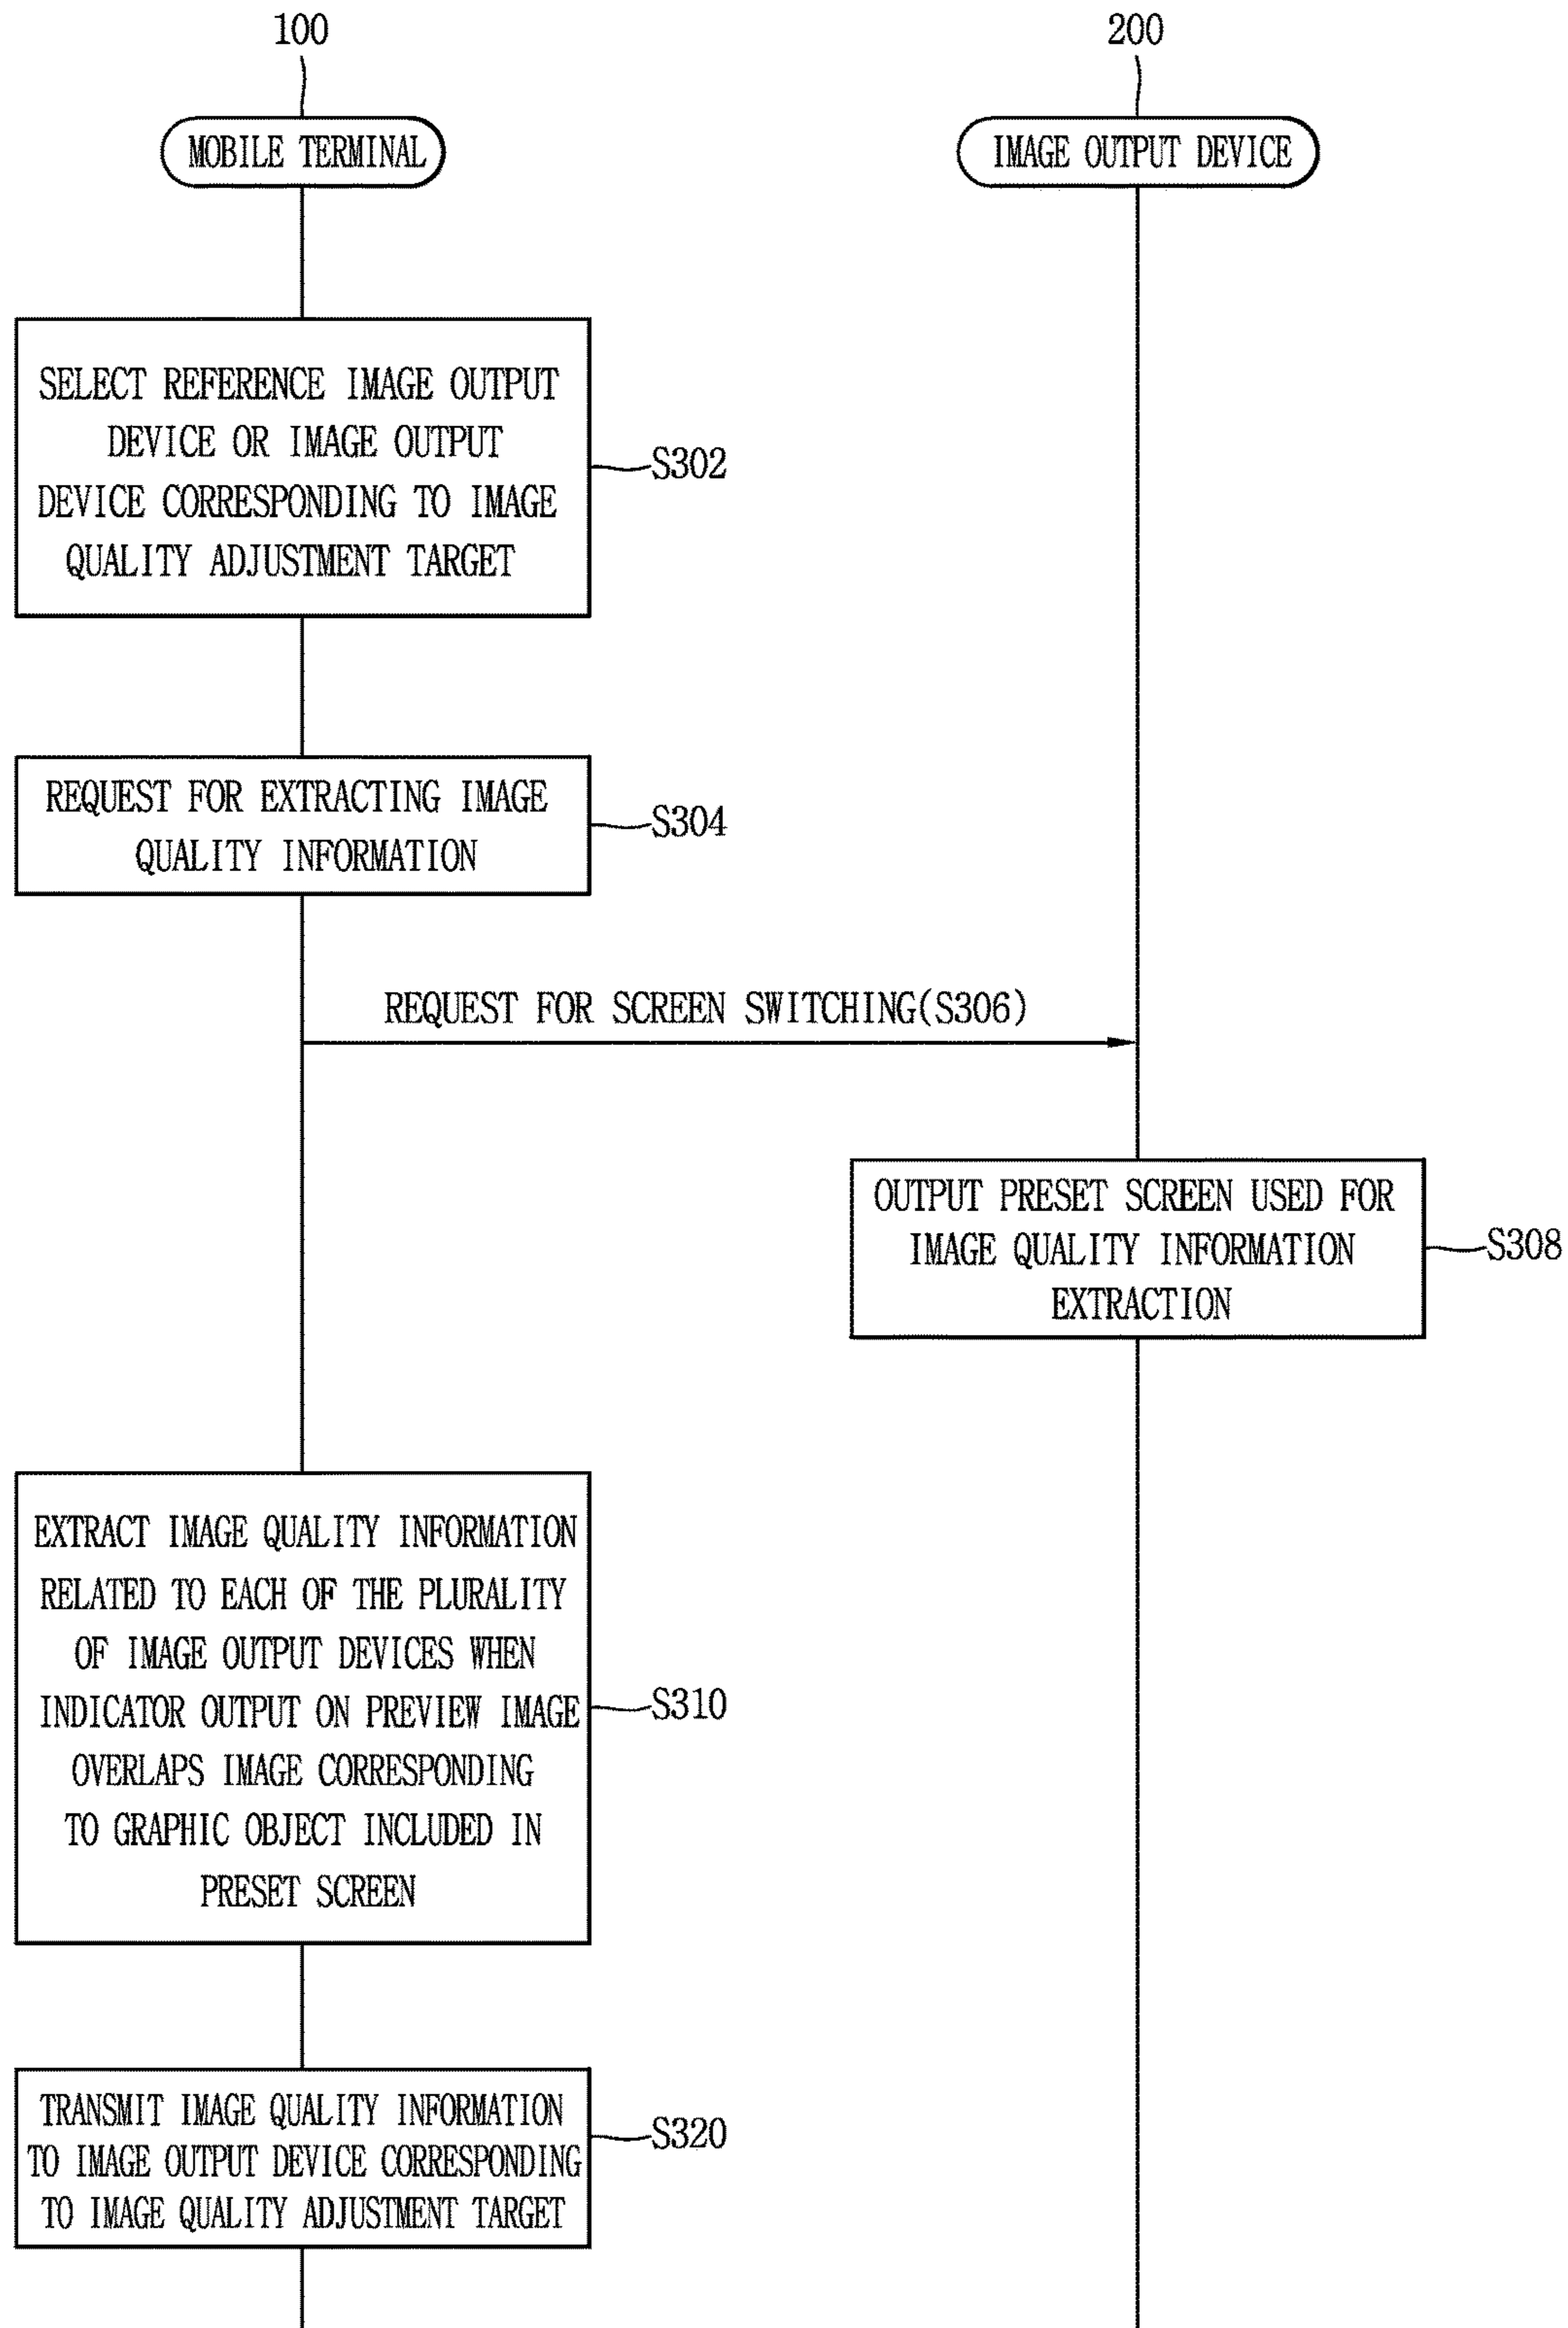 100
200
MOBILE TERMINAL
IMAGE OUTPUT DEVICE
SELECT REFERENCE IMAGE OUTPUT
DEVICE OR IMAGE OUTPUT
DEVICE CORRESPONDING TO IMAGE
QUALITY ADJUSTMENT TARGET
S302
REQUEST FOR EXTRACTING IMAGE
QUALITY INFORMATION
S304
REQUEST FOR SCREEN SWITCHING(S306)
OUTPUT PRESET SCREEN USED FOR
IMAGE QUALITY INFORMATION
EXTRACTION
S308
EXTRACT IMAGE QUALITY INFORMATION
RELATED TO EACH OF THE PLURALITY
OF IMAGE OUTPUT DEVICES WHEN
INDICATOR OUTPUT ON PREVIEW IMAGE
OVERLAPS IMAGE CORRESPONDING
TO GRAPHIC OBJECT INCLUDED IN
PRESET SCREEN
S310
TRANSMIT IMAGE QUALITY INFORMATION
TO IMAGE OUTPUT DEVICE CORRESPONDING
TO IMAGE QUALITY ADJUSTMENT TARGET
S320